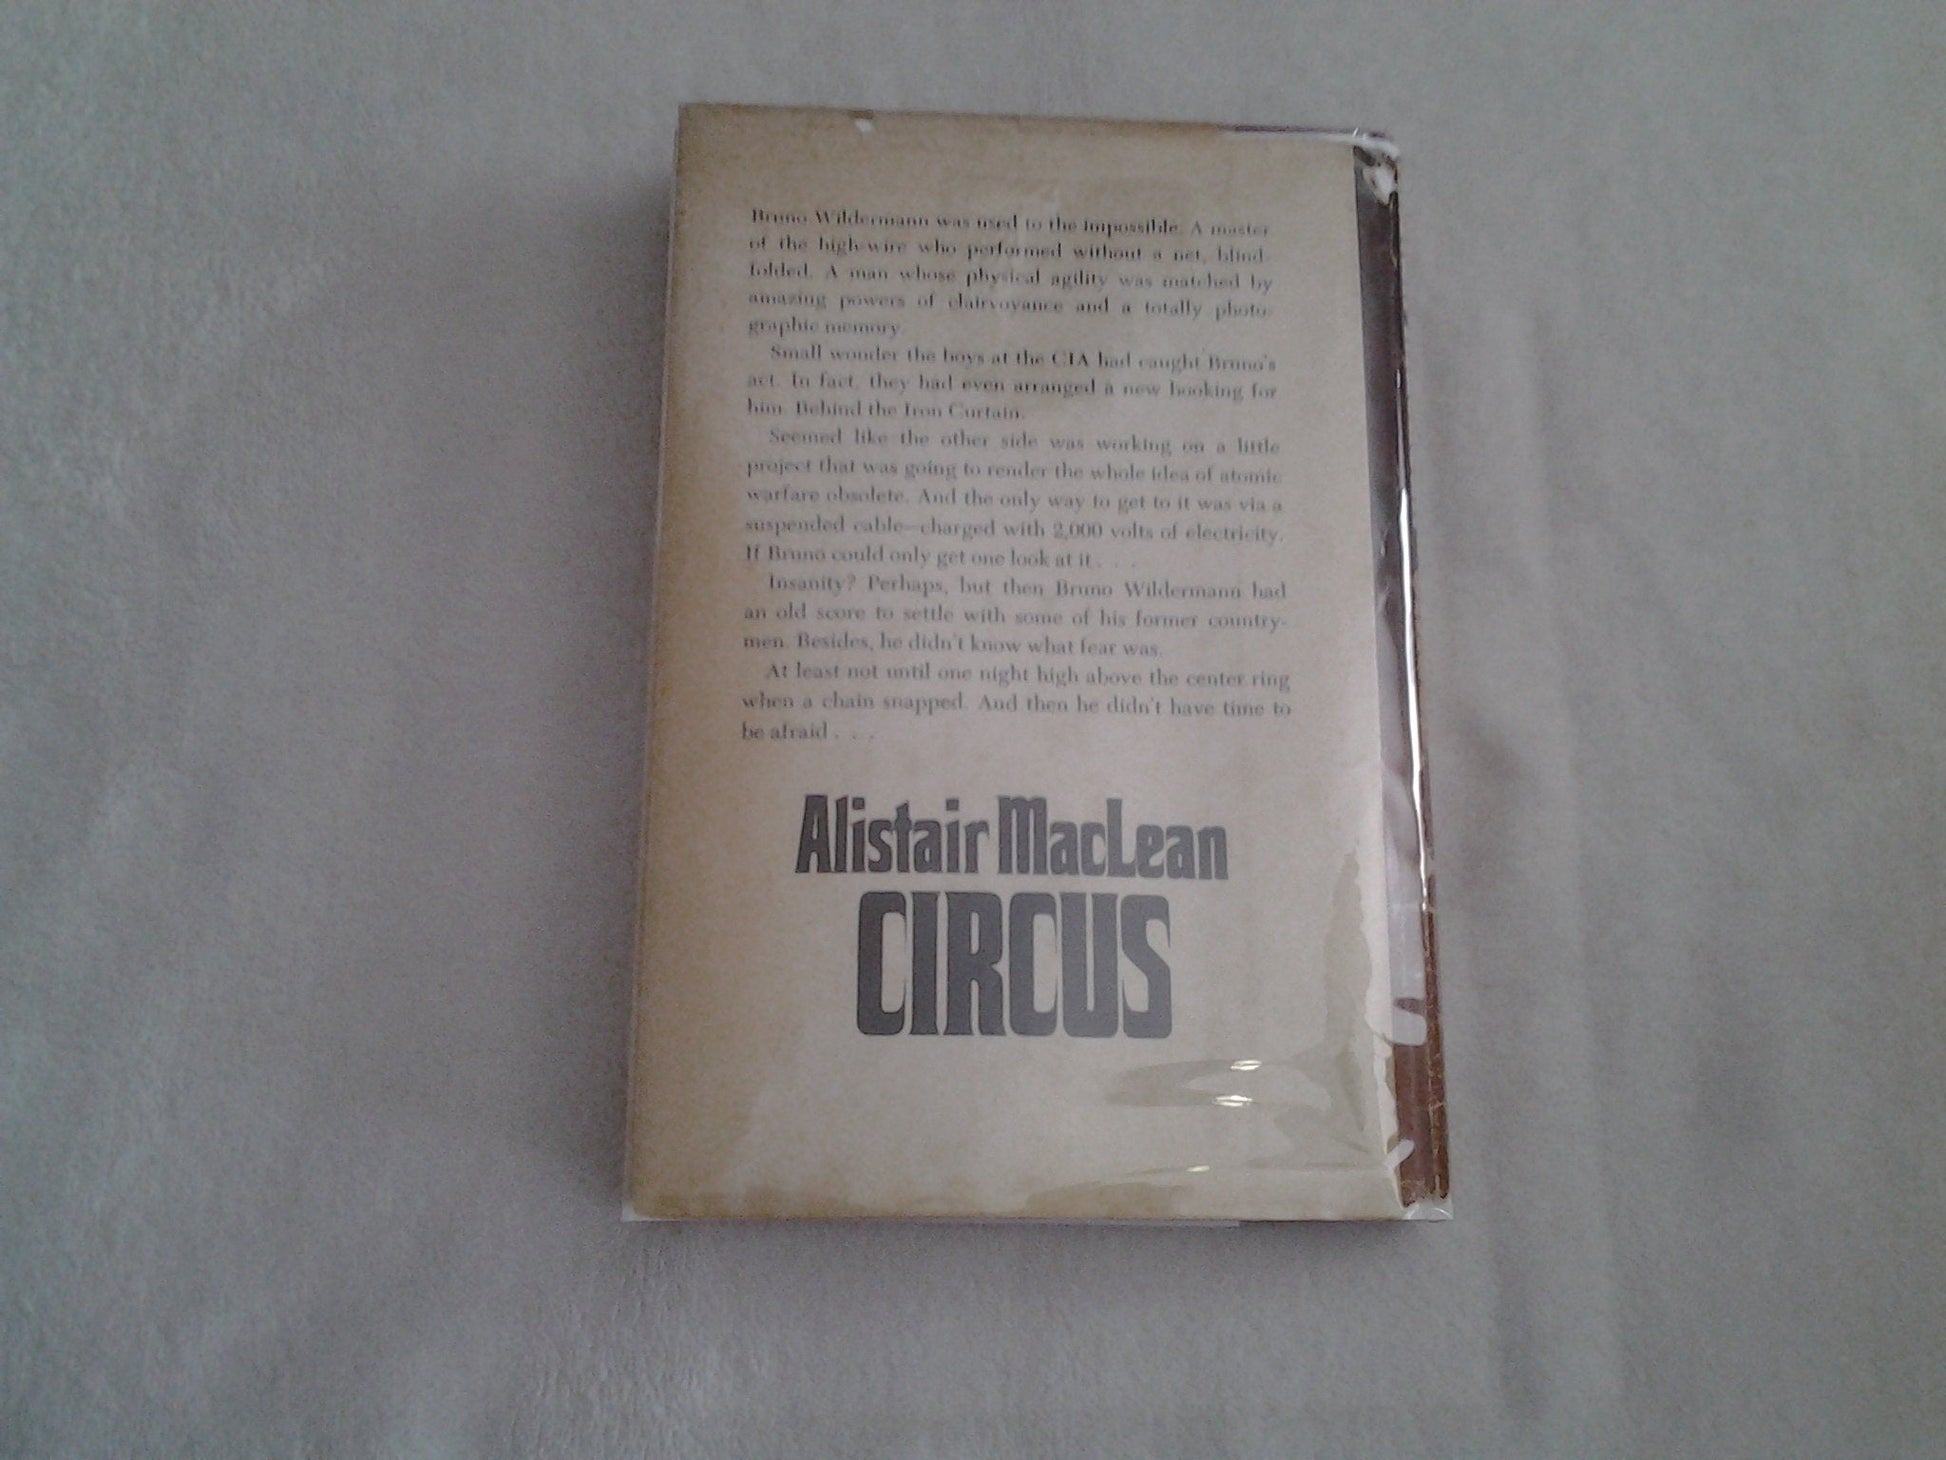 Bruno Wildermann was used to the impossible. A master
of the high-wire who performed without a net, blind-
folded. A man whose physical agility was matched by
amazing powers of clairvoyance and a totally photo-
graphic memory.
Small wonder the boys at the CIA had caught Bruno's
act. In fact, they had even arranged a new booking for
him. Behind the Iron Curtain.
Seemed like the other side was working on a little
project that was going to render the whole idea of atomic
warfare obsolete. And the only way to get to it was via a
suspended cable—charged with 2,000 volts of electricity.
If Bruno could only get one look at it . . .
Insanity? Perhaps, but then Bruno Wildermann had
an old score to settle with some of his former country-
men. Besides, he didn't know what fear was.
At least not until one night high above the center ring
when a chain snapped. And then he didn't have time to
be afraid . . .
Alistair MacLean
CIRCUS